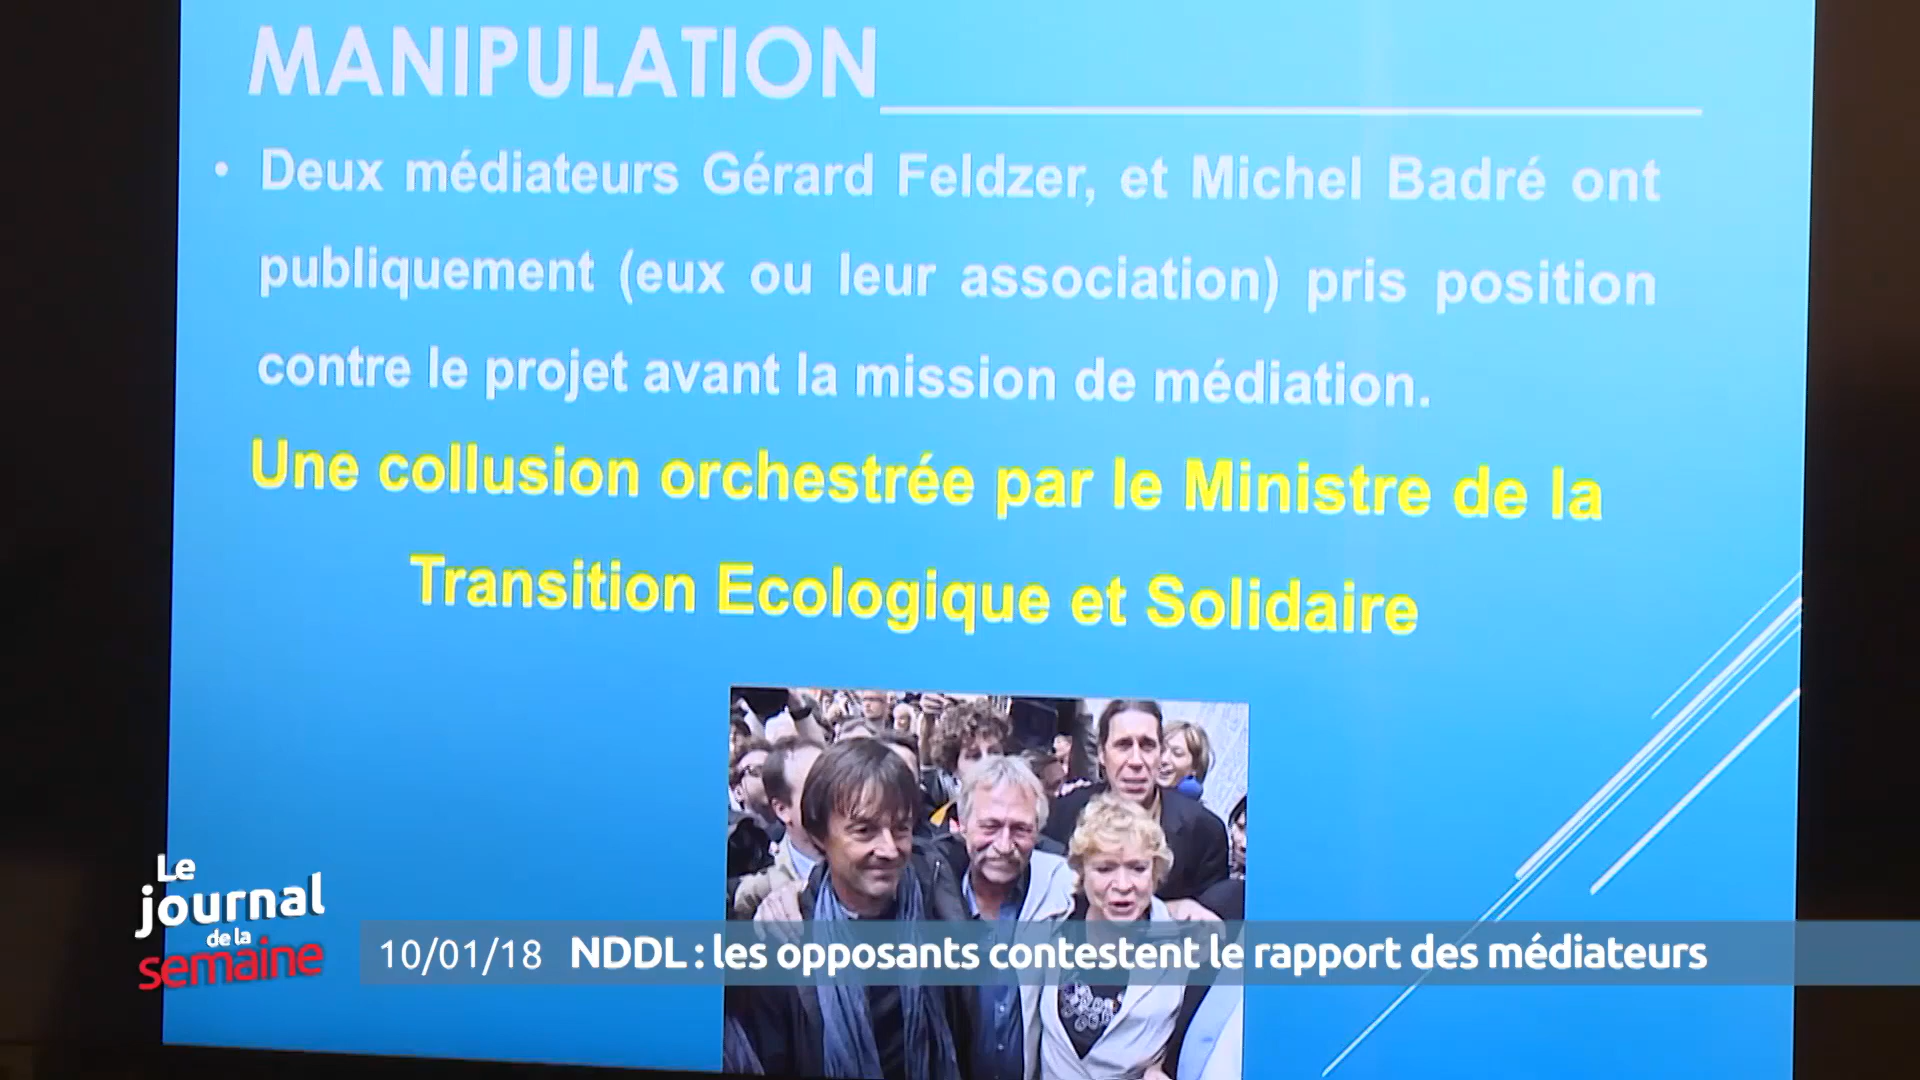 MANIPULATION
• Deux médiateurs Gérard Feldzer, et Michel Badré ont
publiquement (eux ou leur association) pris position
contre le projet avant la mission de médiation.
Une collusion orchestrée par le Ministre de la
Transition Ecologique et Solidaire
Le
journal
de la
semaine
10/01/18 NDDL : les opposants contestent le rapport des médiateurs